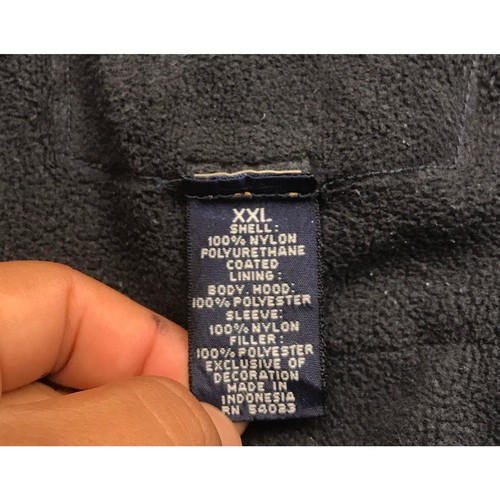 XXL
SHELL:
100% NYLON
POLYURETHANE
COATED
LINING:
BODY. HOOD:
100% POLYESTER
SLEEVE:
100% NYLON
FILLER:
100% POLYESTER
EXCLUSIVE OF
DECORATION
MADE IN
INDONESIA
RN 54023